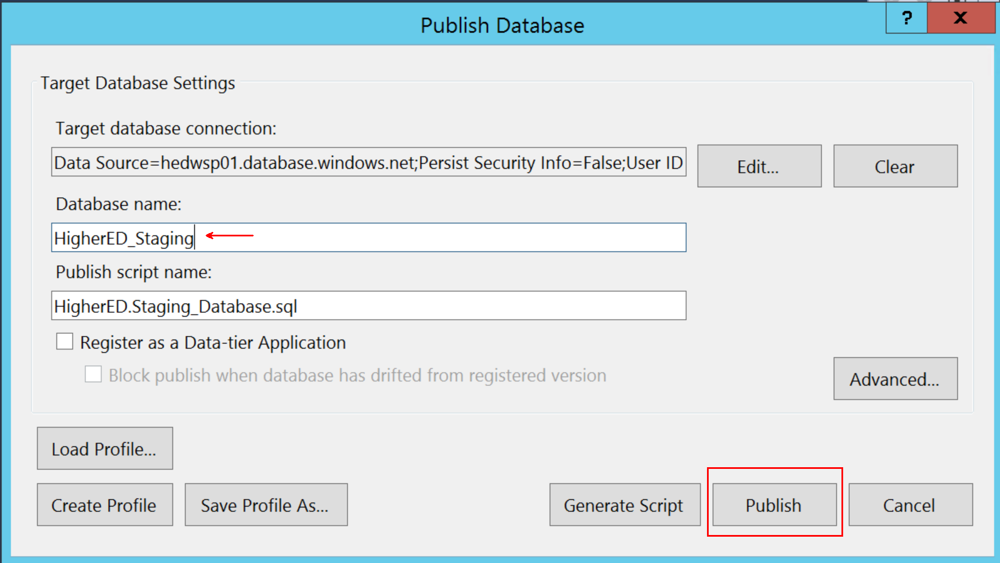 Publish Database
? X
Target Database Settings
Target database connection:
Data Source=hedwsp01.database.windows.net;Persist Security Info=False;User ID
Edit...
Clear
Database name:
HigherED_Staging
Publish script name:
HigherED.Staging_Database.sql
Register as a Data-tier Application
Block publish when database has drifted from registered version
Advanced...
Load Profile...
Create Profile
Save Profile As...
Generate Script
Publish
Cancel